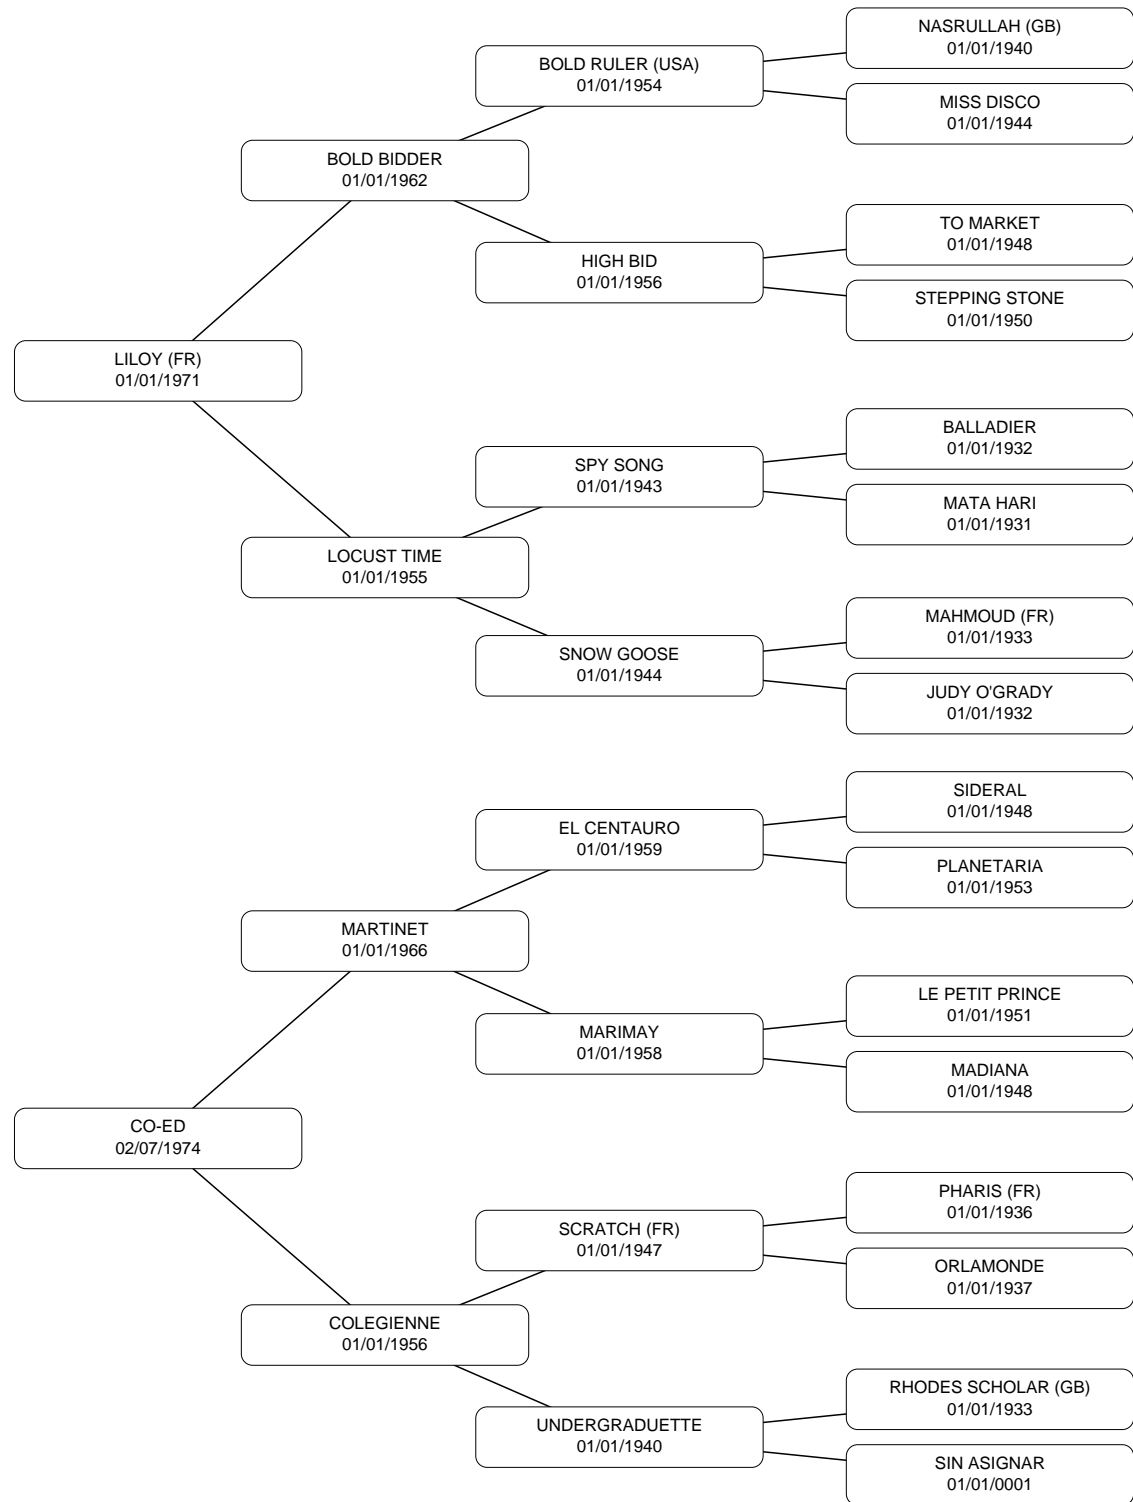 NASRULLAH (GB)
01/01/1940
BOLD RULER (USA)
01/01/1954
MISS DISCO
01/01/1944
BOLD BIDDER
01/01/1962
TO MARKET
01/01/1948
HIGH BID
01/01/1956
STEPPING STONE
01/01/1950
LILOY (FR)
01/01/1971
BALLADIER
01/01/1932
SPY SONG
01/01/1943
MATA HARI
01/01/1931
LOCUST TIME
01/01/1955
MAHMOUD (FR)
01/01/1933
SNOW GOOSE
01/01/1944
JUDY O'GRADY
01/01/1932
SIDERAL
01/01/1948
EL CENTAURO
01/01/1959
PLANETARIA
01/01/1953
MARTINET
01/01/1966
LE PETIT PRINCE
01/01/1951
MARIMAY
01/01/1958
MADIANA
01/01/1948
CO-ED
02/07/1974
PHARIS (FR)
01/01/1936
SCRATCH (FR)
01/01/1947
ORLAMONDE
01/01/1937
COLEGIENNE
01/01/1956
RHODES SCHOLAR (GB)
01/01/1933
UNDERGRADUETTE
01/01/1940
SIN ASIGNAR
01/01/0001